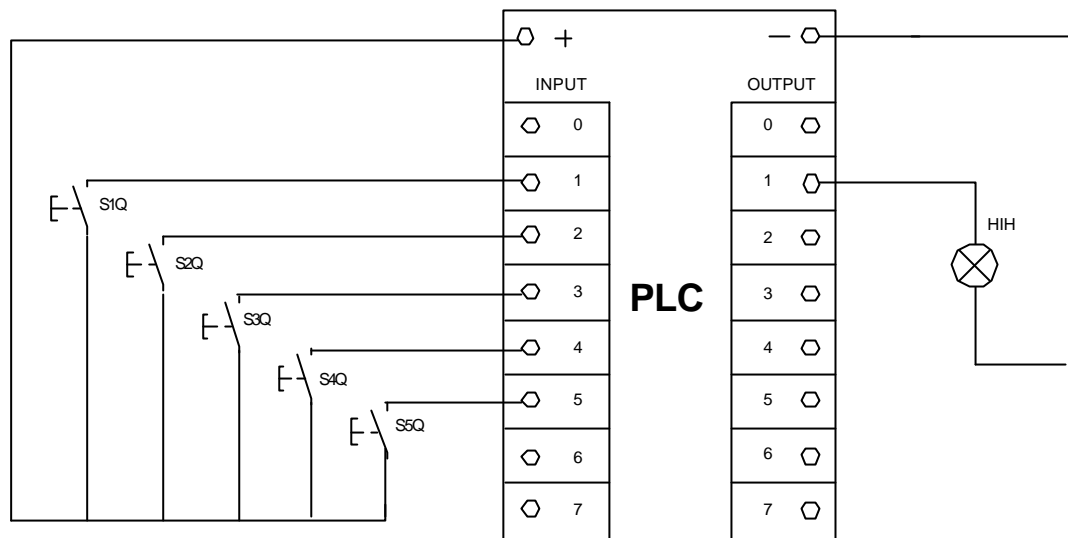 + −
INPUT OUTPUT
0 0
1 1
S1Q
HIH
2 2
S2Q
3 PLC 3
S3Q
4 4
S4Q
5 5
S5Q
6 6
7 7